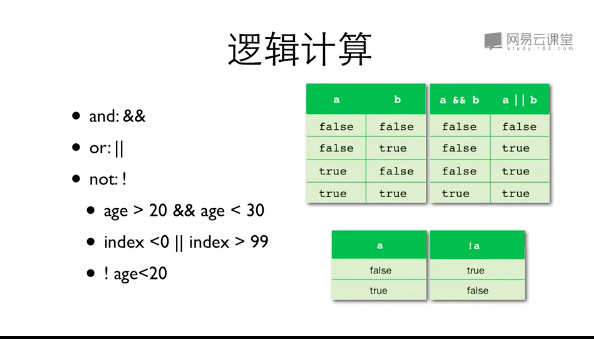 逻辑计算
网易云课堂
study.163.com
• and: &&
• or: ||
• not: !
• age > 20 && age < 30
• index <0 || index > 99
• ! age<20
a b a && b a || b
false false false false
false true false true
true false false true
true true true true
a !a
false true
true false